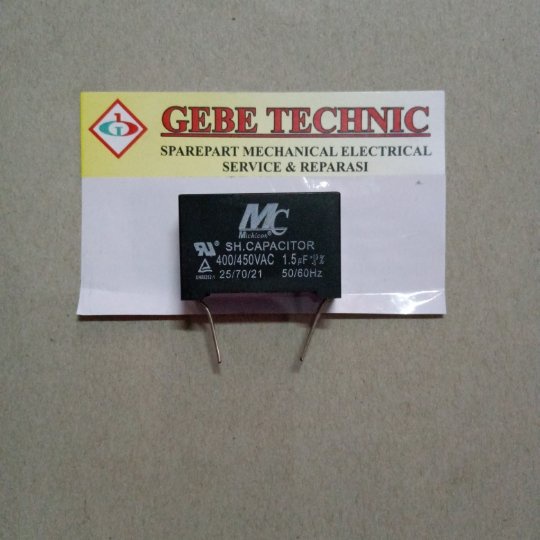 GEBE TECHNIC
SPAREPART MECHANICAL ELECTRICAL
SERVICE & REPARASI
MC
Michicon
SH.CAPACITOR
400/450VAC 1.5µF
25/70/21 50/60Hz